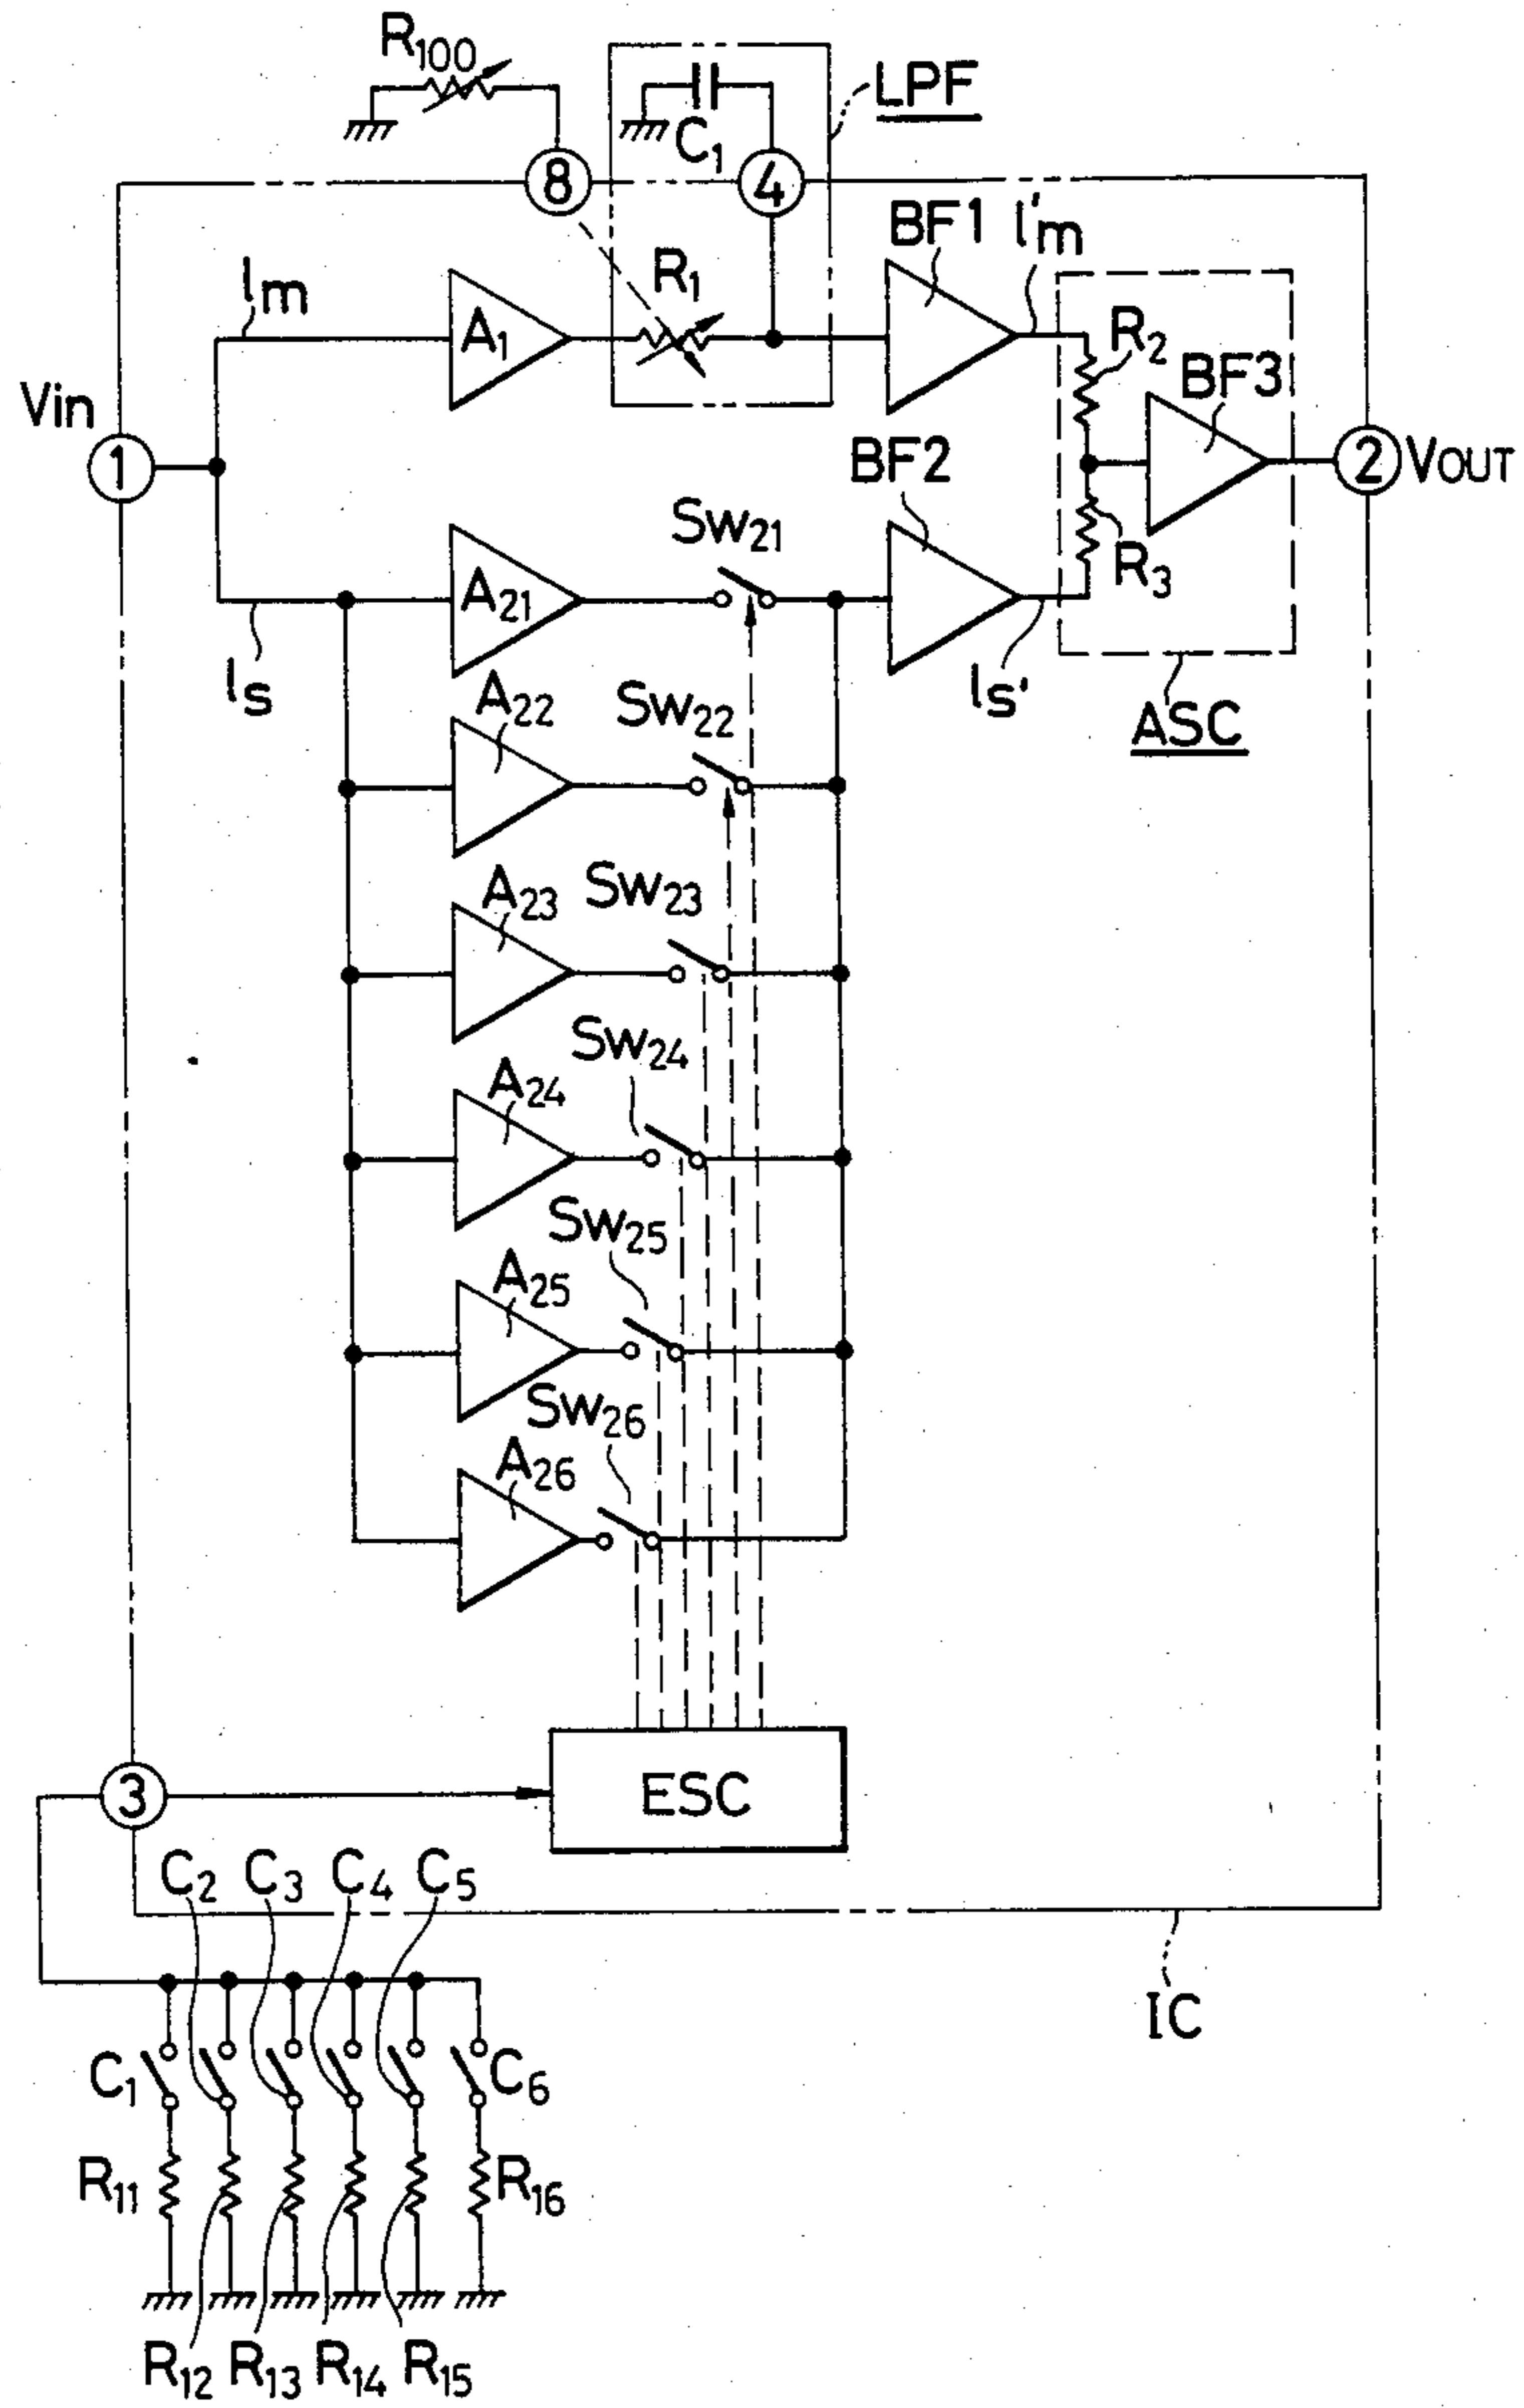 R100
LPF
C1
8
4
BF1
l'm
lm
R1
A1
R2
BF3
Vin
1
BF2
2
VOUT
SW21
A21
R3
ls
ls'
A22
SW22
ASC
A23
SW23
SW24
A24
SW25
A25
SW26
A26
3
ESC
C2
C3
C4
C5
IC
C1
C6
R11
R16
R12
R13
R14
R15